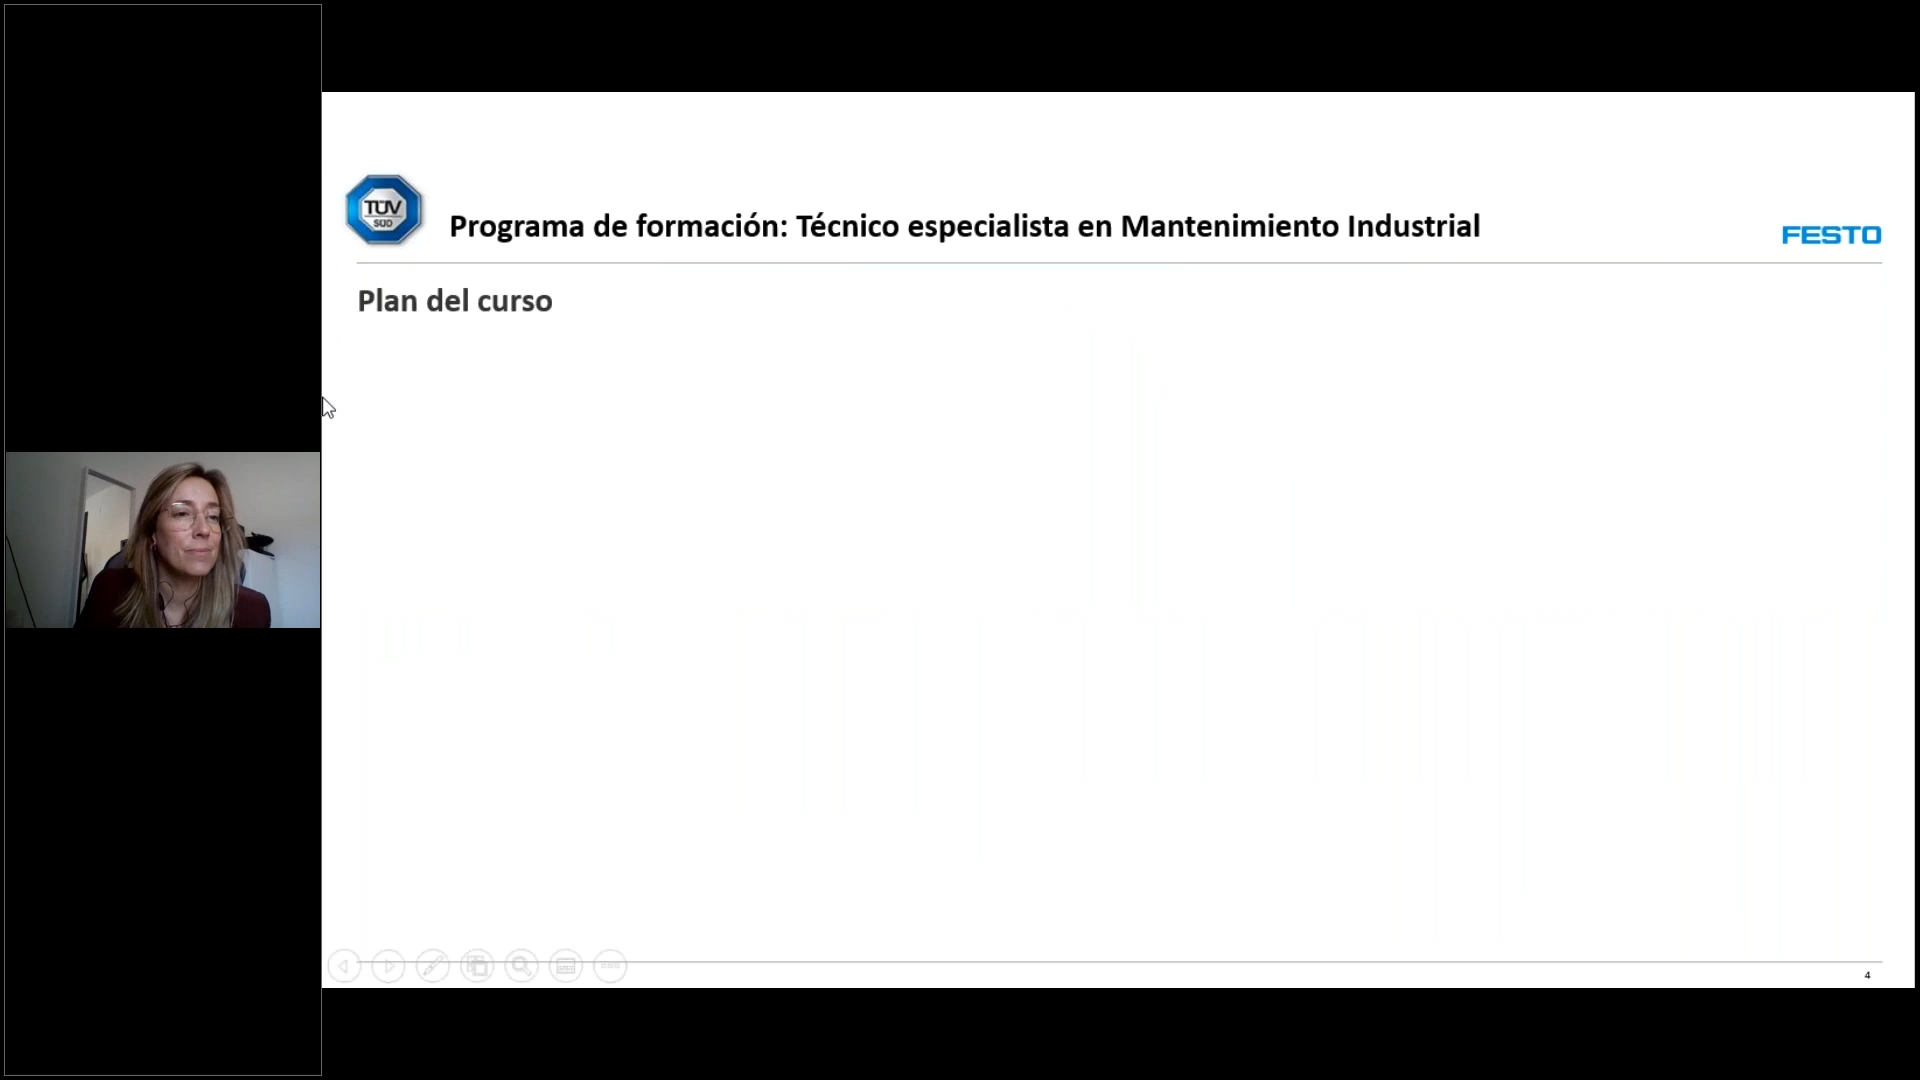 TÜV
SÜD
Programa de formación: Técnico especialista en Mantenimiento Industrial
FESTO
Plan del curso
4